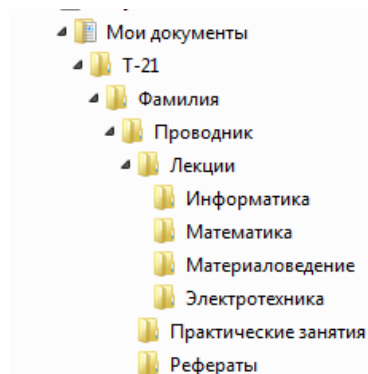 Мои документы
Т-21
Фамилия
Проводник
Лекции
Информатика
Математика
Материаловедение
Электротехника
Практические занятия
Рефераты